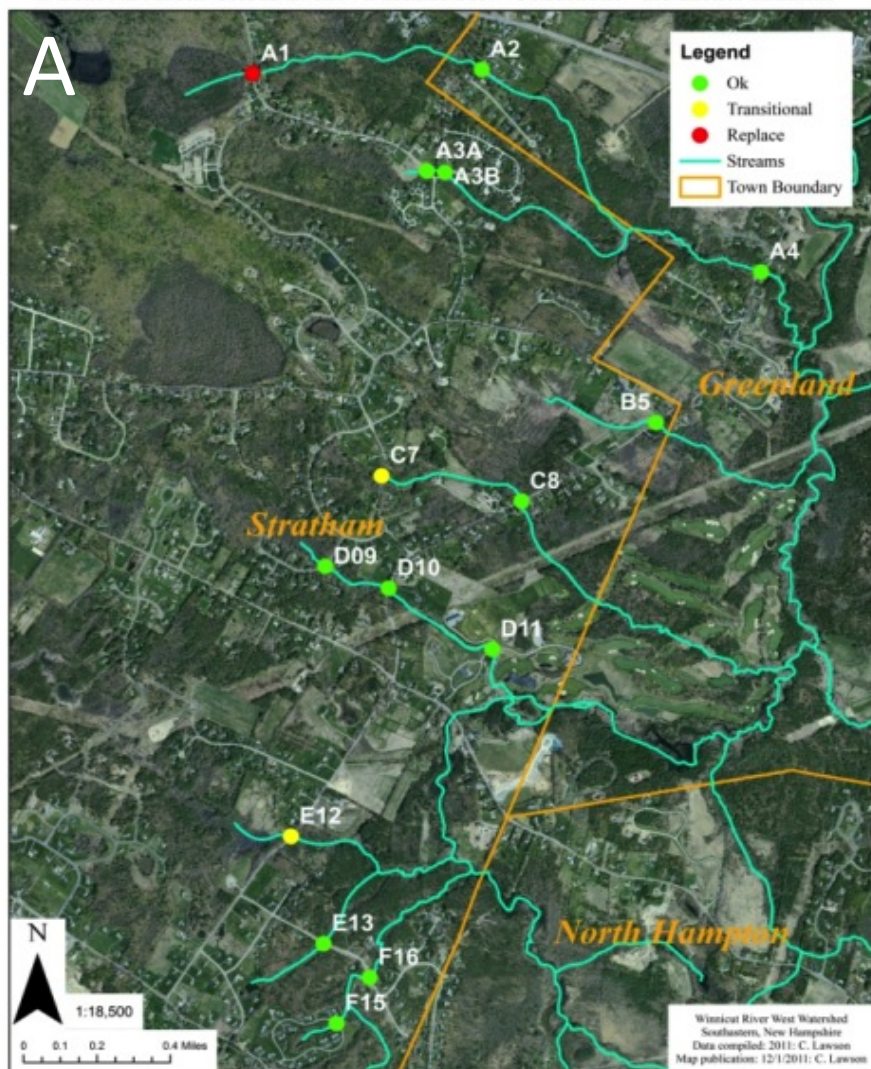 A
A1
A2
Legend
Ok
Transitional
Replace
Streams
Town Boundary
A3A
A3B
A4
Greenland
B5
C7
C8
Stratham
D09
D10
D11
E12
E13
F16
North Hampton
F15
N
1:18,500
0 0.1 0.2 0.4 Miles
Winnicut River West Watershed
Southeastern, New Hampshire
Data compiled: 2011: C. Lawson
Map publication: 12/1/2011: C. Lawson